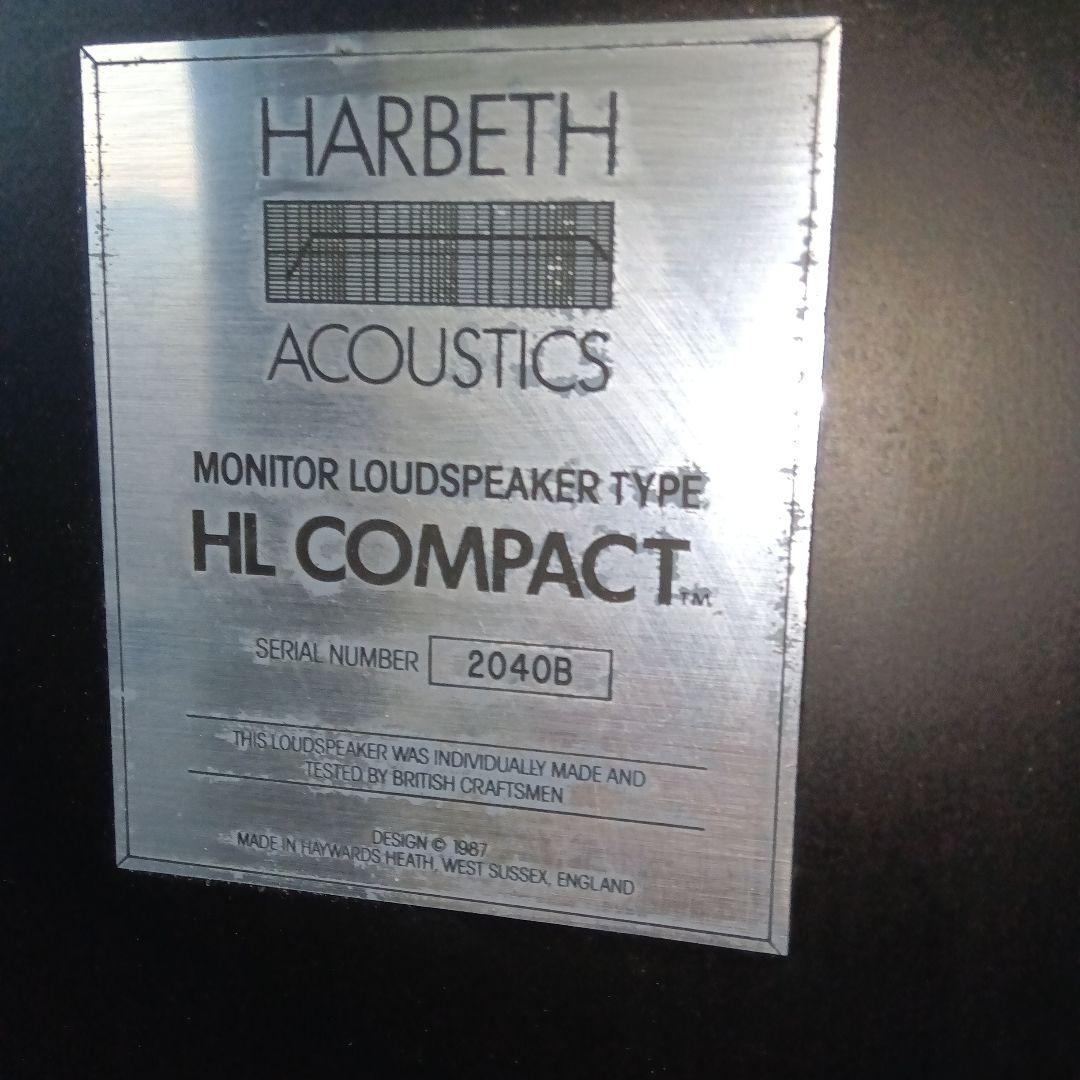 HARBETH
ACOUSTICS
MONITOR LOUDSPEAKER TYPE
HL COMPACT TM
SERIAL NUMBER 2040B
THIS LOUDSPEAKER WAS INDIVIDUALLY MADE AND
TESTED BY BRITISH CRAFTSMEN
DESIGN © 1987
MADE IN HAYWARDS HEATH, WEST SUSSEX, ENGLAND